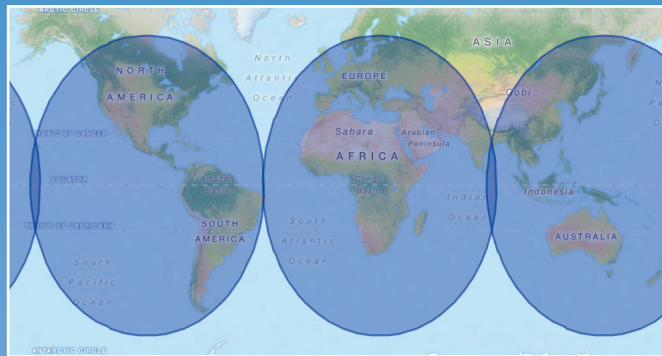 ARCTIC CIRCLE
ASIA
North
Atlantic
Ocean
NORTH
AMERICA
EUROPE
Gobi
TROPIC OF CANCER
Sahara
Arabian
Peninsula
AFRICA
EQUATOR
Amazon
Basin
Congo
Basin
Indian
Ocean
Indonesia
TROPIC OF CAPRICORN
SOUTH
AMERICA
South
Atlantic
Ocean
AUSTRALIA
South
Pacific
Ocean
ANTARCTIC CIRCLE